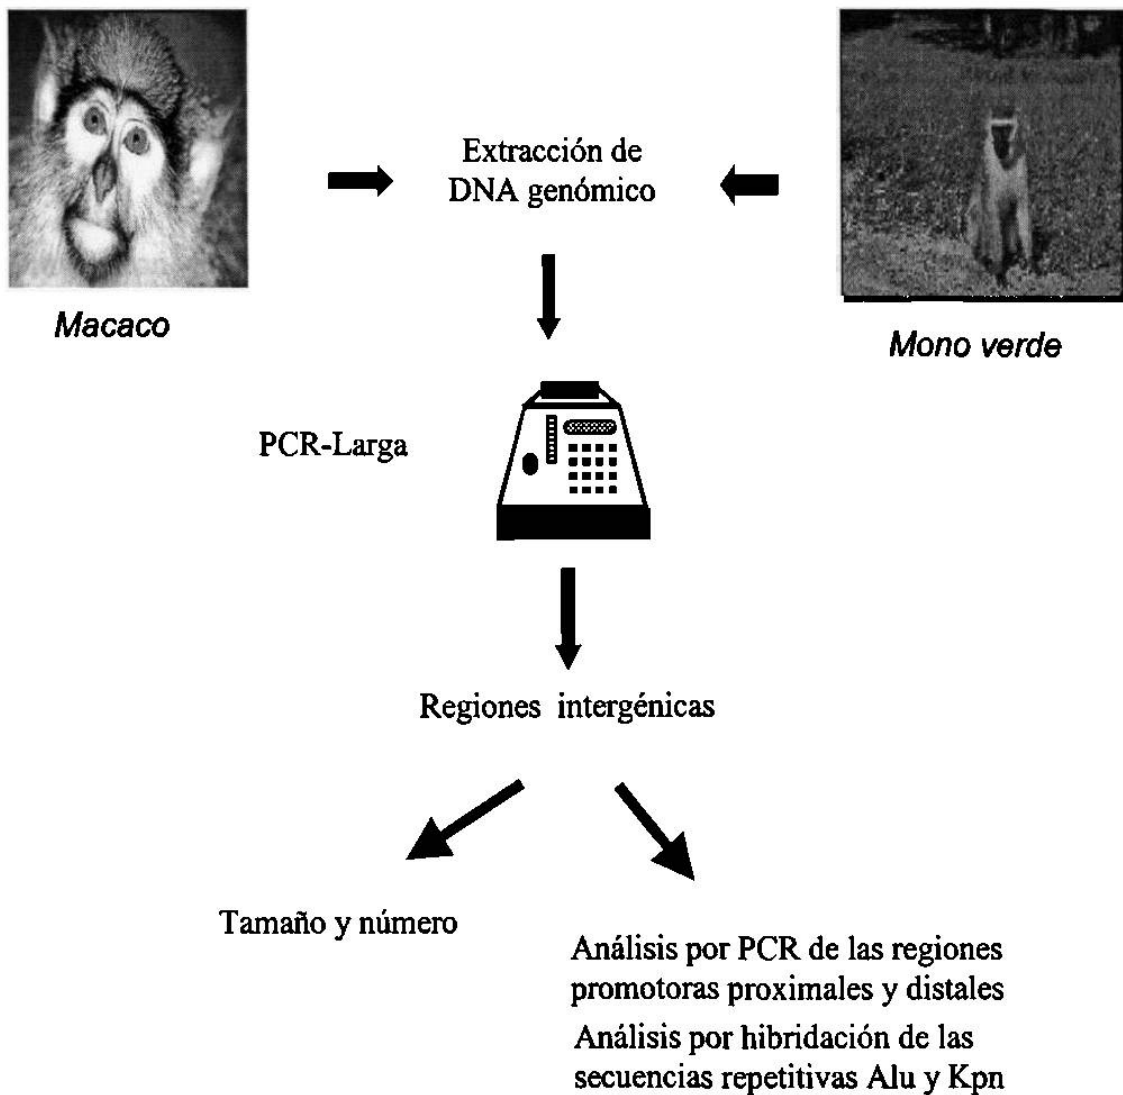 Extracción de
DNA genómico
Macaco
Mono verde
PCR-Larga
Regiones intergénicas
Tamaño y número
Análisis por PCR de las regiones
promotoras proximales y distales
Análisis por hibridación de las
secuencias repetitivas Alu y Kpn